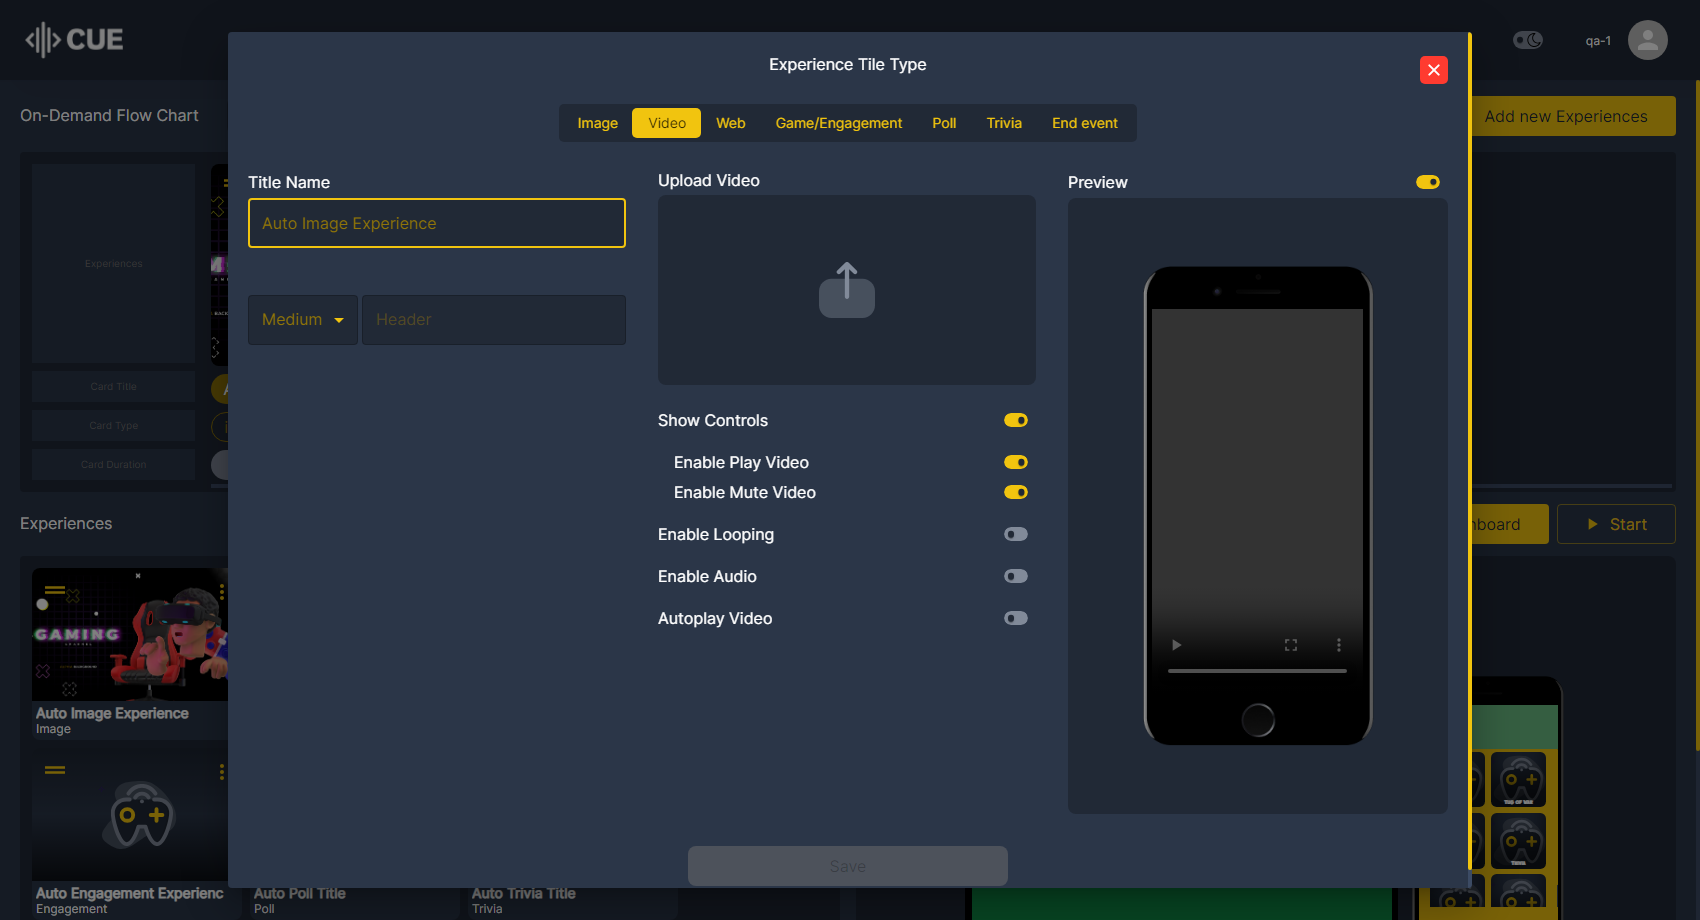 CUE
qa-1
Experience Tile Type
Image Video Web Game/Engagement Poll Trivia End event
On-Demand Flow Chart
Add new Experiences
Title Name
Auto Image Experience
Medium
Header
Upload Video
Show Controls
Enable Play Video
Enable Mute Video
Enable Looping
Enable Audio
Autoplay Video
Preview
Save
Experiences
Card Title
Card Type
Card Duration
Experiences
Start
GAMING
Auto Image Experience
Image
Auto Engagement Experienc
Engagement
Auto Poll Title
Poll
Auto Trivia Title
Trivia